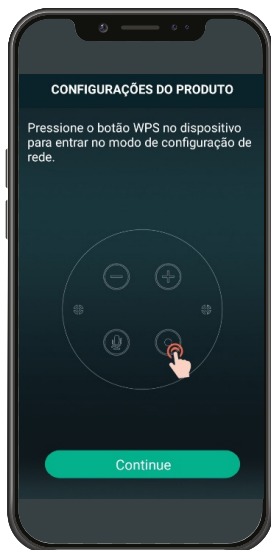 CONFIGURAÇÕES DO PRODUTO
Pressione o botão WPS no dispositivo
para entrar no modo de configuração de
rede.
Continue